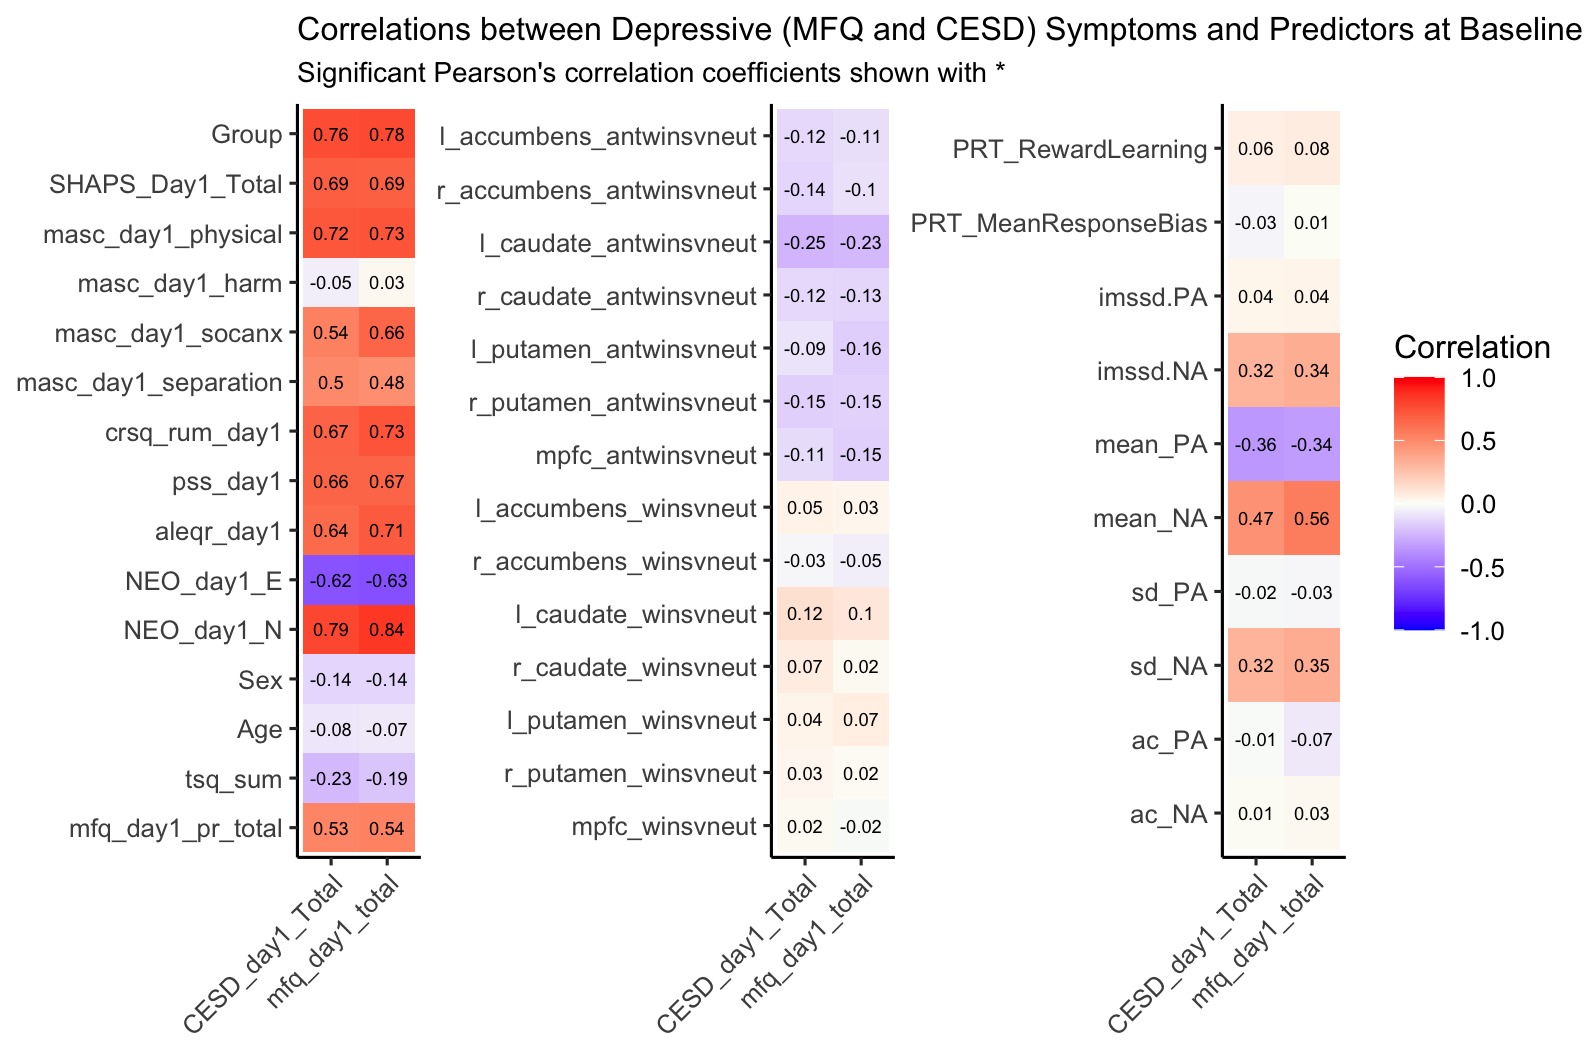 Correlations between Depressive (MFQ and CESD) Symptoms and Predictors at Baseline
Significant Pearson's correlation coefficients shown with *
Group 0.76 0.78
SHAPS_Day1_Total 0.69 0.69
masc_day1_physical 0.72 0.73
masc_day1_harm -0.05 0.03
masc_day1_socanx 0.54 0.66
masc_day1_separation 0.5 0.48
crsq_rum_day1 0.67 0.73
pss_day1 0.66 0.67
aleqr_day1 0.64 0.71
NEO_day1_E -0.62 -0.63
NEO_day1_N 0.79 0.84
Sex -0.14 -0.14
Age -0.08 -0.07
tsq_sum -0.23 -0.19
mfq_day1_pr_total 0.53 0.54
CESD_day1_Total
mfq_day1_total
l_accumbens_antwinsvneut -0.12 -0.11
r_accumbens_antwinsvneut -0.14 -0.1
l_caudate_antwinsvneut -0.25 -0.23
r_caudate_antwinsvneut -0.12 -0.13
l_putamen_antwinsvneut -0.09 -0.16
r_putamen_antwinsvneut -0.15 -0.15
mpfc_antwinsvneut -0.11 -0.15
l_accumbens_winsvneut 0.05 0.03
r_accumbens_winsvneut -0.03 -0.05
l_caudate_winsvneut 0.12 0.1
r_caudate_winsvneut 0.07 0.02
l_putamen_winsvneut 0.04 0.07
r_putamen_winsvneut 0.03 0.02
mpfc_winsvneut 0.02 -0.02
CESD_day1_Total
mfq_day1_total
PRT_RewardLearning 0.06 0.08
PRT_MeanResponseBias -0.03 0.01
imssd.PA 0.04 0.04
imssd.NA 0.32 0.34
mean_PA -0.36 -0.34
mean_NA 0.47 0.56
sd_PA -0.02 -0.03
sd_NA 0.32 0.35
ac_PA -0.01 -0.07
ac_NA 0.01 0.03
CESD_day1_Total
mfq_day1_total
Correlation
1.0
0.5
0.0
-0.5
-1.0